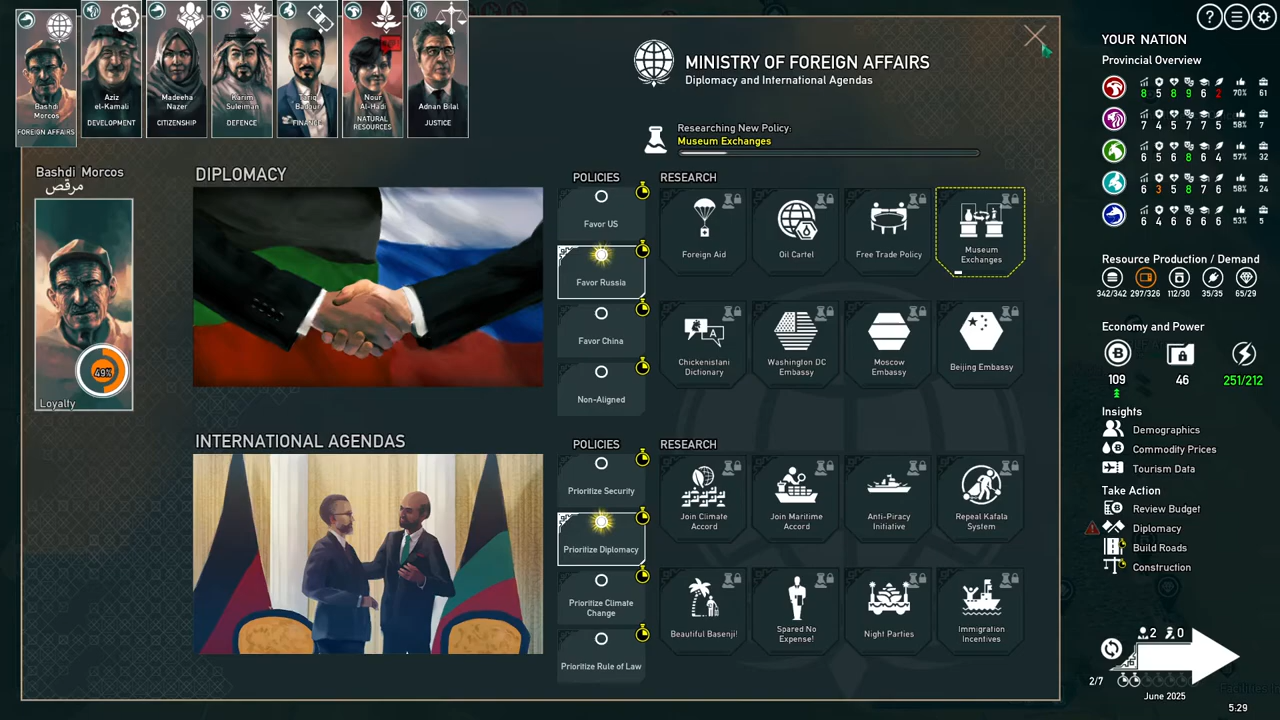 Bashdi
Morcos
FOREIGN AFFAIRS
Aziz
el-Kamali
DEVELOPMENT
Madeeha
Nazer
CITIZENSHIP
Karim
Suleiman
DEFENCE
Tariq
Badour
FINANCE
Nour
Al-Hadi
NATURAL
RESOURCES
Adnan Bilal
JUSTICE
MINISTRY OF FOREIGN AFFAIRS
Diplomacy and International Agendas
Researching New Policy:
Museum Exchanges
Bashdi Morcos
مرقص
49%
Loyalty
DIPLOMACY
POLICIES
Favor US
Favor Russia
Favor China
Non-Aligned
RESEARCH
Foreign Aid
Oil Cartel
Free Trade Policy
Museum
Exchanges
Chickenistani
Dictionary
Washington DC
Embassy
Moscow
Embassy
Beijing Embassy
INTERNATIONAL AGENDAS
POLICIES
Prioritize Security
Prioritize Diplomacy
Prioritize Climate
Change
Prioritize Rule of Law
RESEARCH
Join Climate
Accord
Join Maritime
Accord
Anti-Piracy
Initiative
Repeal Kafala
System
Beautiful Basenji!
Spared No
Expense!
Night Parties
Immigration
Incentives
YOUR NATION
Provincial Overview
8 5 8 9 6 2 70% 61
7 4 5 7 7 5 58% 7
6 5 6 8 6 4 57% 32
6 3 5 8 7 6 58% 24
6 4 6 6 6 6 53% 5
Resource Production / Demand
342/342 297/326 112/30 35/35 65/29
Economy and Power
109 46 251/212
Insights
Demographics
Commodity Prices
Tourism Data
Take Action
Review Budget
Diplomacy
Build Roads
Construction
2 0
2/7
June 2025
5:29